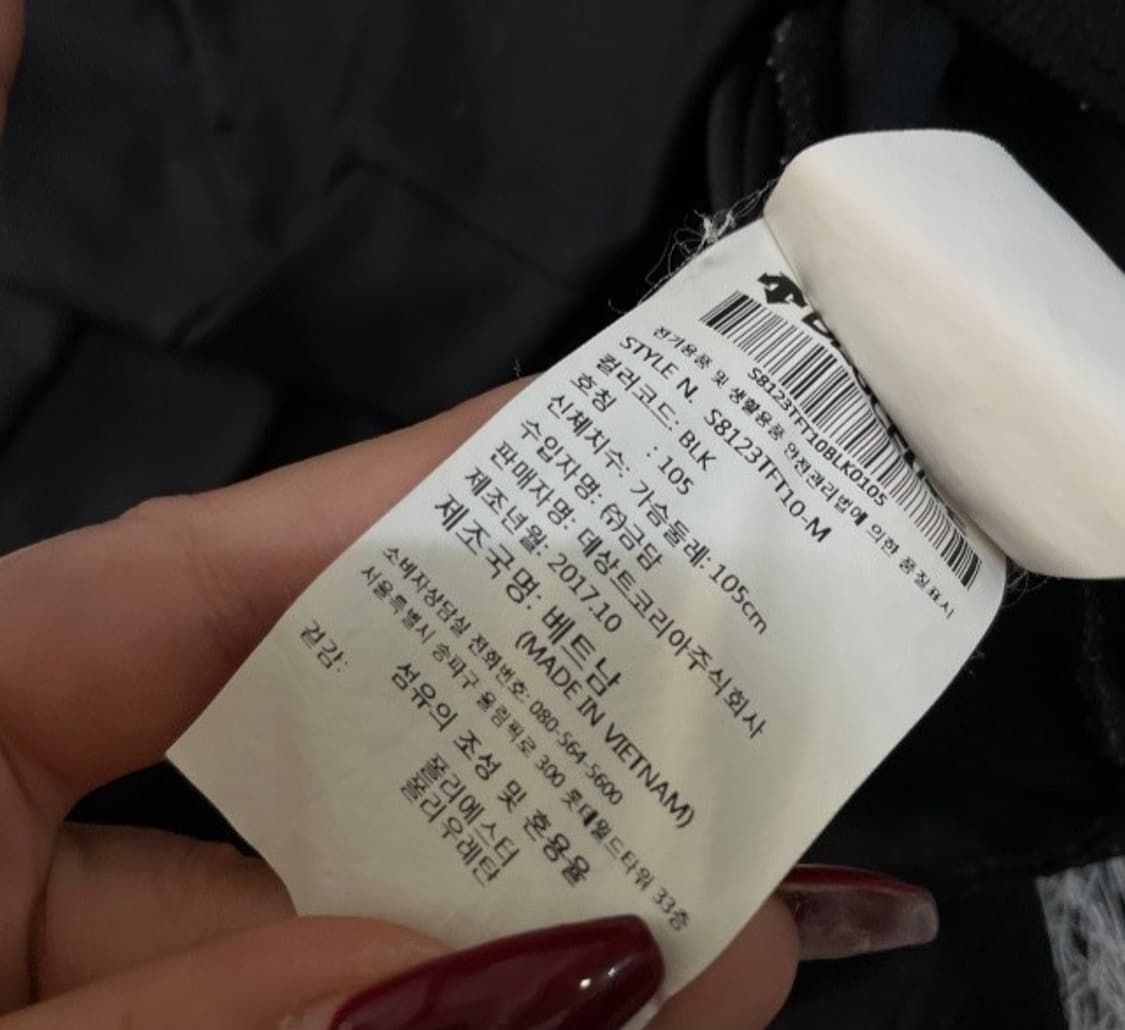 S8123TFT10BLK0105
전기용품 및 생활용품 안전관리법에 의한 품질표시
STYLE N. S8123TFT10-M
컬러코드: BLK
호칭 : 105
신체치수: 가슴둘레: 105cm
수입자명: ㈜금담
판매자명: 데상트코리아주식회사
제조년월: 2017.10
제조국명: 베트남
(MADE IN VIETNAM)
소비자상담실 전화번호: 080-564-5600
서울특별시 송파구 올림픽로 300 롯데월드타워 33층
섬유의 조성 및 혼용율
겉감: 폴리에스터
폴리우레탄